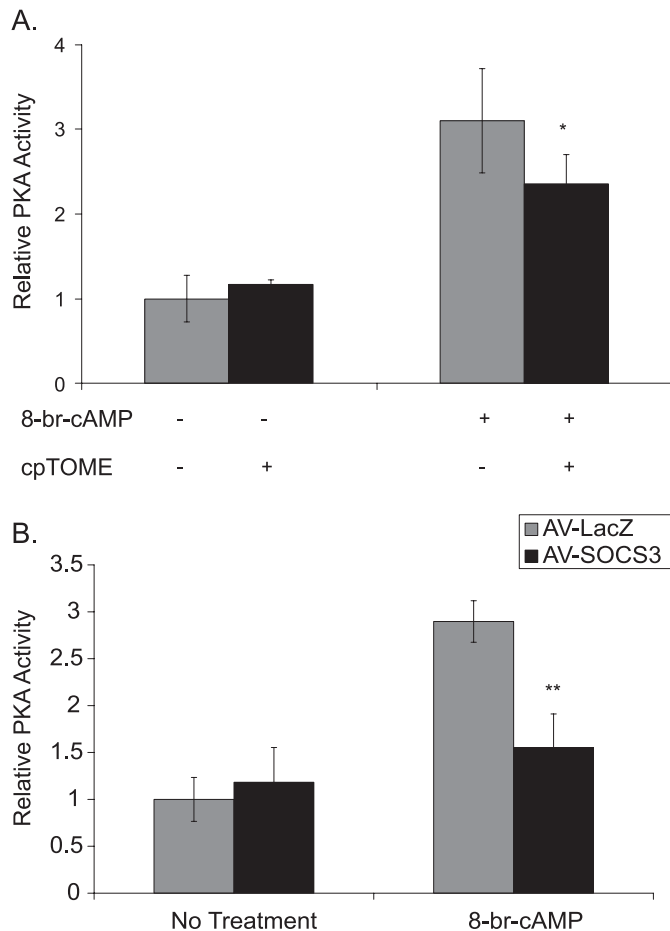 A.
Relative PKA Activity
4
3
2
1
0
*
8-br-cAMP - - + +
cpTOME - + - +
B.
AV-LacZ
AV-SOCS3
Relative PKA Activity
3.5
3
2.5
2
1.5
1
0.5
0
**
No Treatment 8-br-cAMP